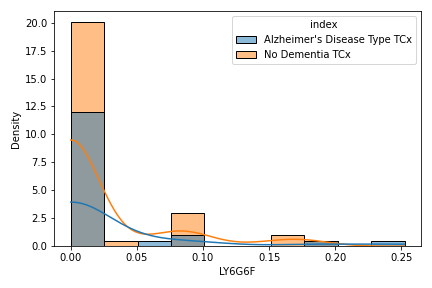 index
Alzheimer's Disease Type TCx
No Dementia TCx
20.0
17.5
15.0
12.5
10.0
7.5
5.0
2.5
0.0
Density
0.00 0.05 0.10 0.15 0.20 0.25
LY6G6F